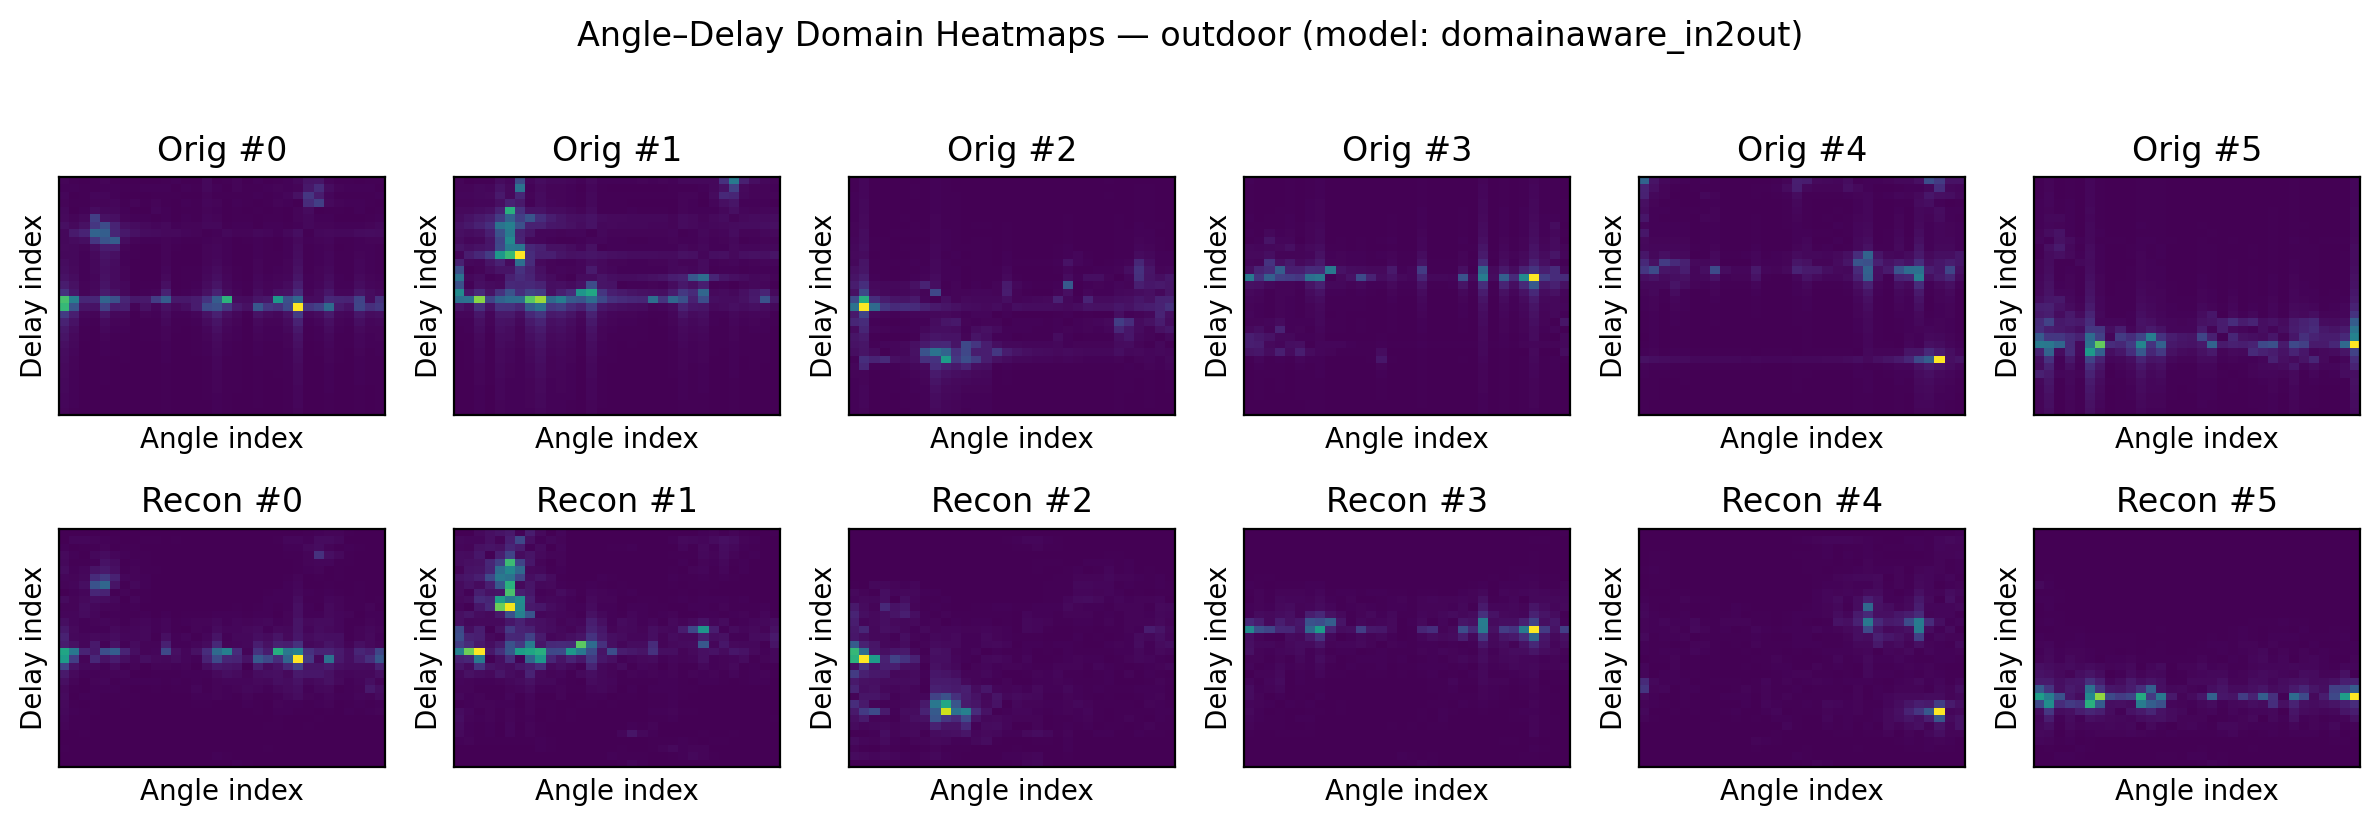 Angle–Delay Domain Heatmaps — outdoor (model: domainaware_in2out)
Orig #0
Orig #1
Orig #2
Orig #3
Orig #4
Orig #5
Delay index
Delay index
Delay index
Delay index
Delay index
Delay index
Angle index
Angle index
Angle index
Angle index
Angle index
Angle index
Recon #0
Recon #1
Recon #2
Recon #3
Recon #4
Recon #5
Delay index
Delay index
Delay index
Delay index
Delay index
Delay index
Angle index
Angle index
Angle index
Angle index
Angle index
Angle index